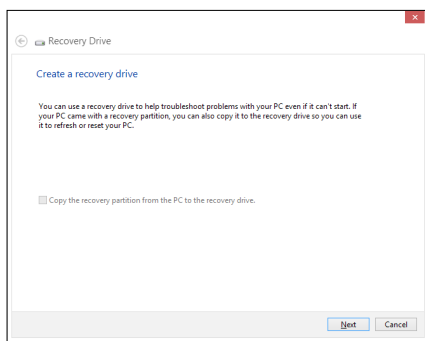 Recovery Drive
Create a recovery drive
You can use a recovery drive to help troubleshoot problems with your PC even if it can't start. If
your PC came with a recovery partition, you can also copy it to the recovery drive so you can use
it to refresh or reset your PC.
Copy the recovery partition from the PC to the recovery drive.
Next Cancel